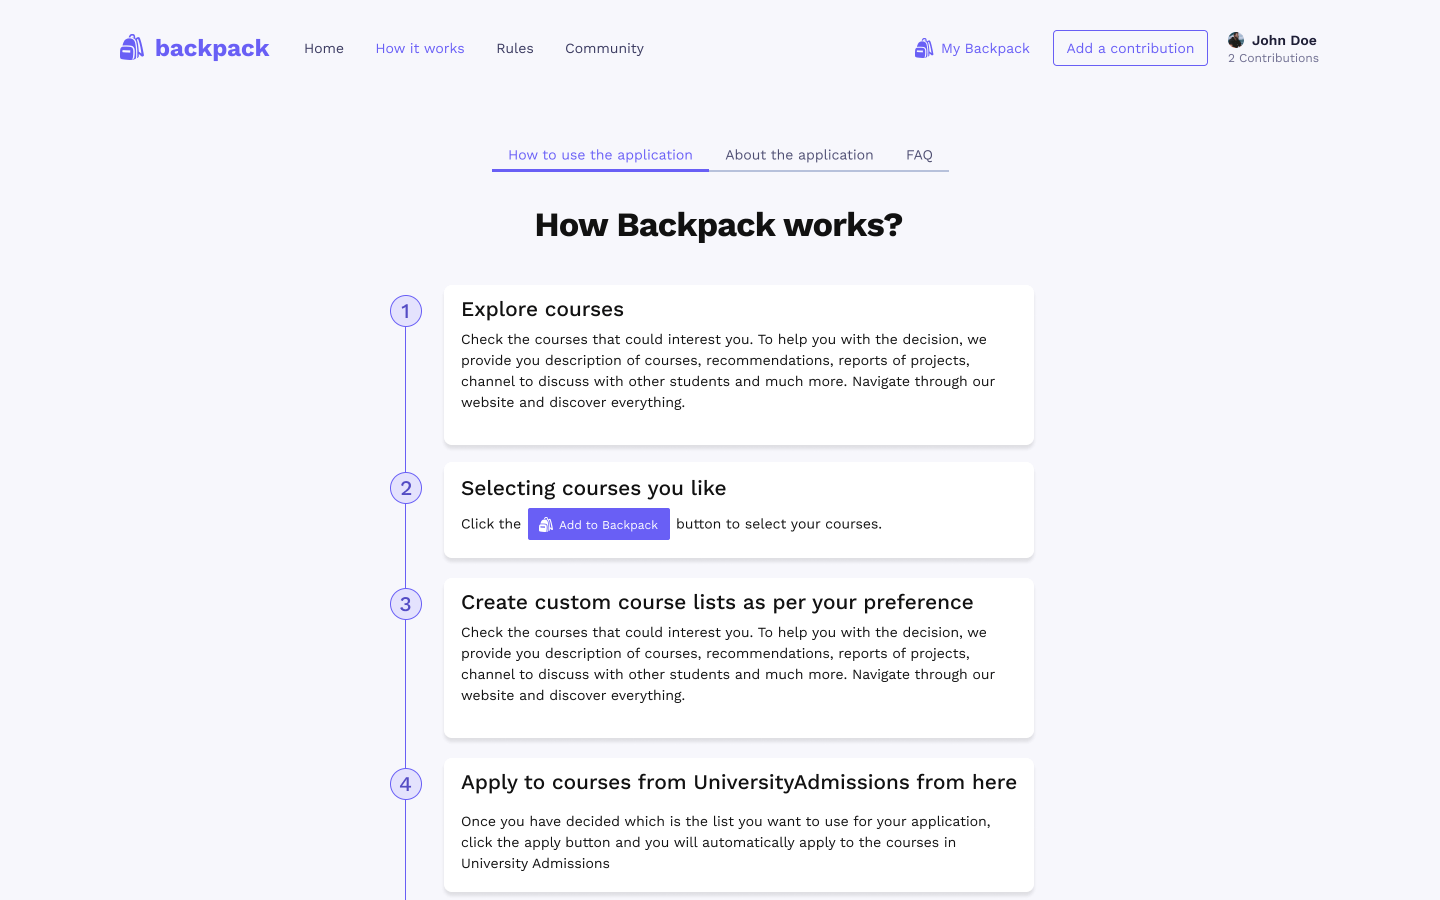 backpack
Home
How it works
Rules
Community
My Backpack
Add a contribution
John Doe
2 Contributions
How to use the application
About the application
FAQ
How Backpack works?
1
Explore courses
Check the courses that could interest you. To help you with the decision, we
provide you description of courses, recommendations, reports of projects,
channel to discuss with other students and much more. Navigate through our
website and discover everything.
2
Selecting courses you like
Click the Add to Backpack button to select your courses.
3
Create custom course lists as per your preference
Check the courses that could interest you. To help you with the decision, we
provide you description of courses, recommendations, reports of projects,
channel to discuss with other students and much more. Navigate through our
website and discover everything.
4
Apply to courses from UniversityAdmissions from here
Once you have decided which is the list you want to use for your application,
click the apply button and you will automatically apply to the courses in
University Admissions